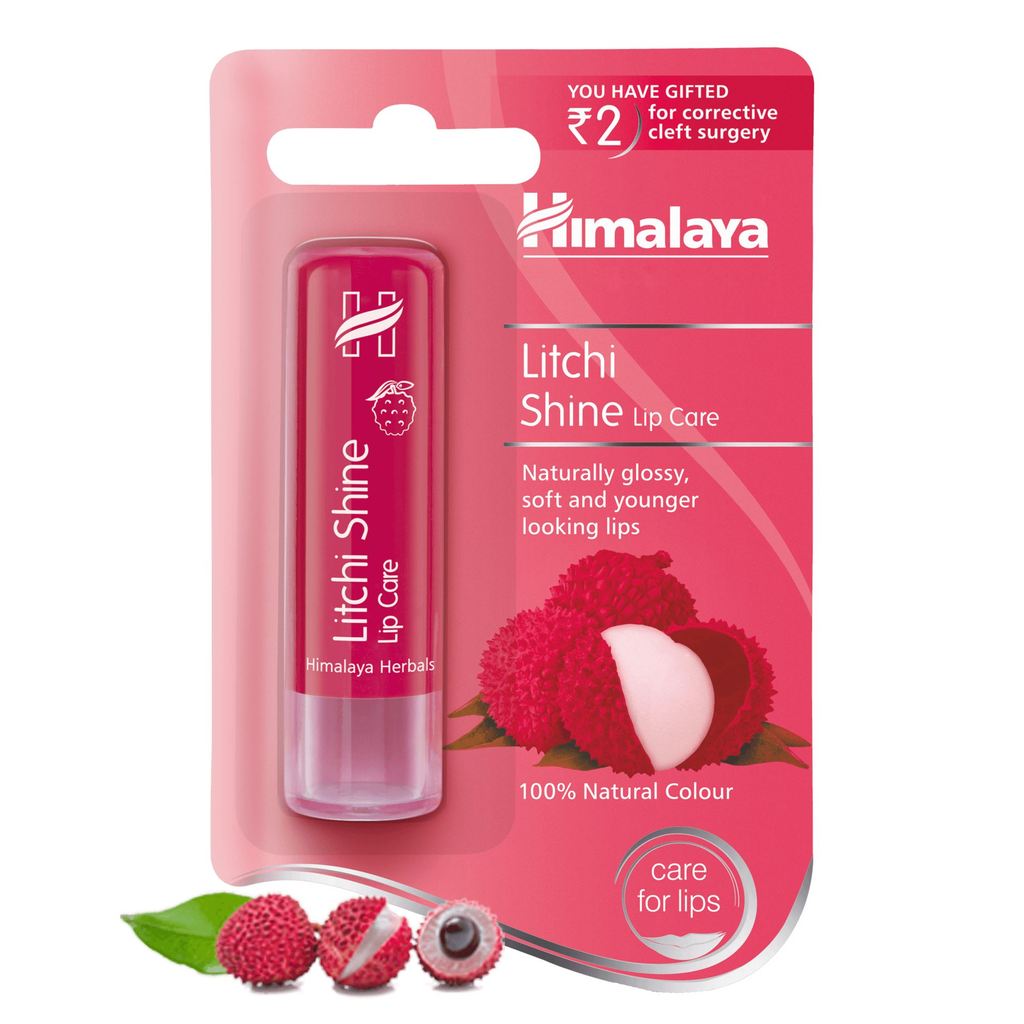 YOU HAVE GIFTED
₹2 for corrective
cleft surgery
Himalaya
Litchi
Shine Lip Care
Naturally glossy,
soft and younger
looking lips
100% Natural Colour
care
for lips
H
Litchi Shine
Lip Care
Himalaya Herbals